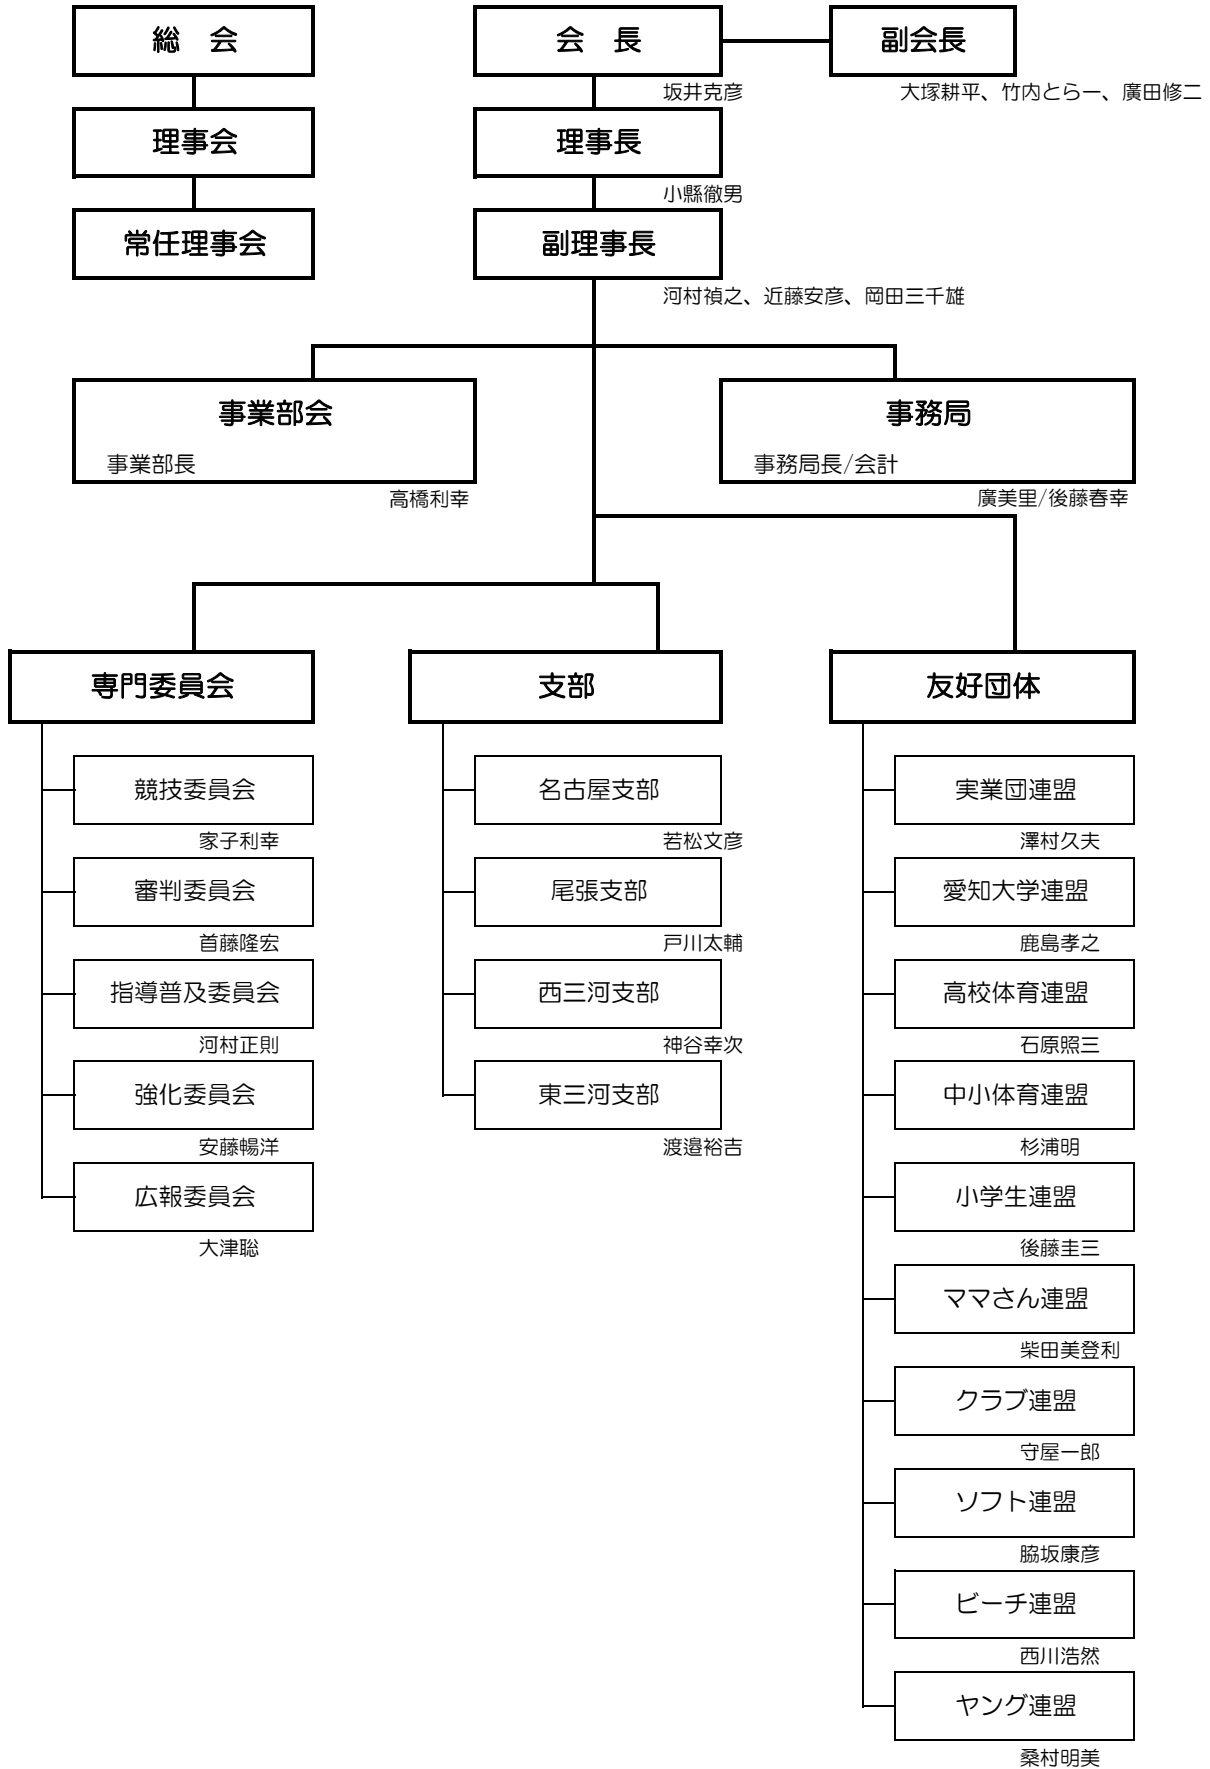 総　会
会　長
副会長
坂井克彦
大塚耕平、竹内とらー、廣田修二
理事会
理事長
小縣徹男
常任理事会
副理事長
河村禎之、近藤安彦、岡田三千雄
事業部会
事業部長
高橋利幸
事務局
事務局長/会計
廣美里/後藤春幸
専門委員会
競技委員会
家子利幸
審判委員会
首藤隆宏
指導普及委員会
河村正則
強化委員会
安藤暢洋
広報委員会
大津聡
支部
名古屋支部
若松文彦
尾張支部
戸川太輔
西三河支部
神谷幸次
東三河支部
渡邉裕吉
友好団体
実業団連盟
澤村久夫
愛知大学連盟
鹿島孝之
高校体育連盟
石原照三
中小体育連盟
杉浦明
小学生連盟
後藤圭三
ママさん連盟
柴田美登利
クラブ連盟
守屋一郎
ソフト連盟
脇坂康彦
ビーチ連盟
西川浩然
ヤング連盟
桑村明美